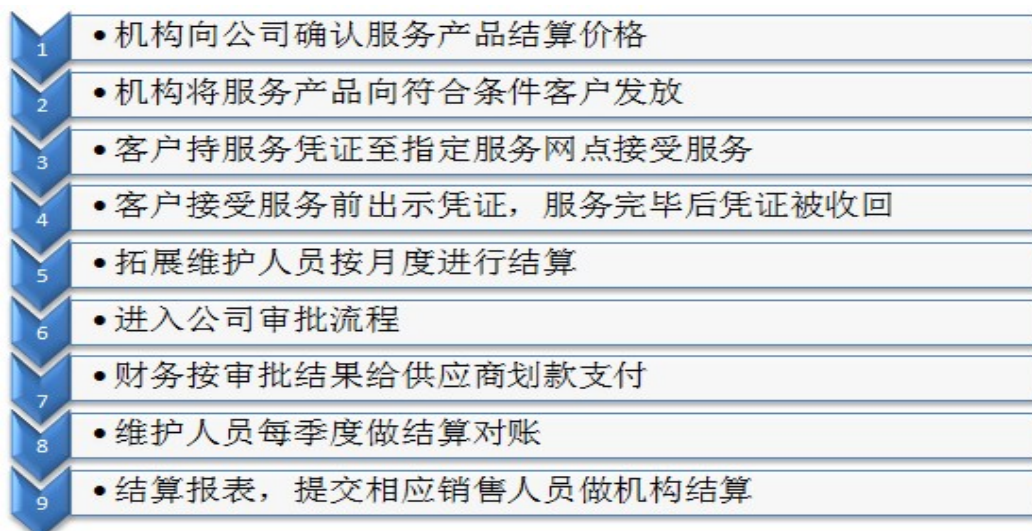 1 •机构向公司确认服务产品结算价格
2 •机构将服务产品向符合条件客户发放
3 •客户持服务凭证至指定服务网点接受服务
4 •客户接受服务前出示凭证，服务完毕后凭证被收回
5 •拓展维护人员按月度进行结算
6 •进入公司审批流程
7 •财务按审批结果给供应商划款支付
8 •维护人员每季度做结算对账
9 •结算报表，提交相应销售人员做机构结算